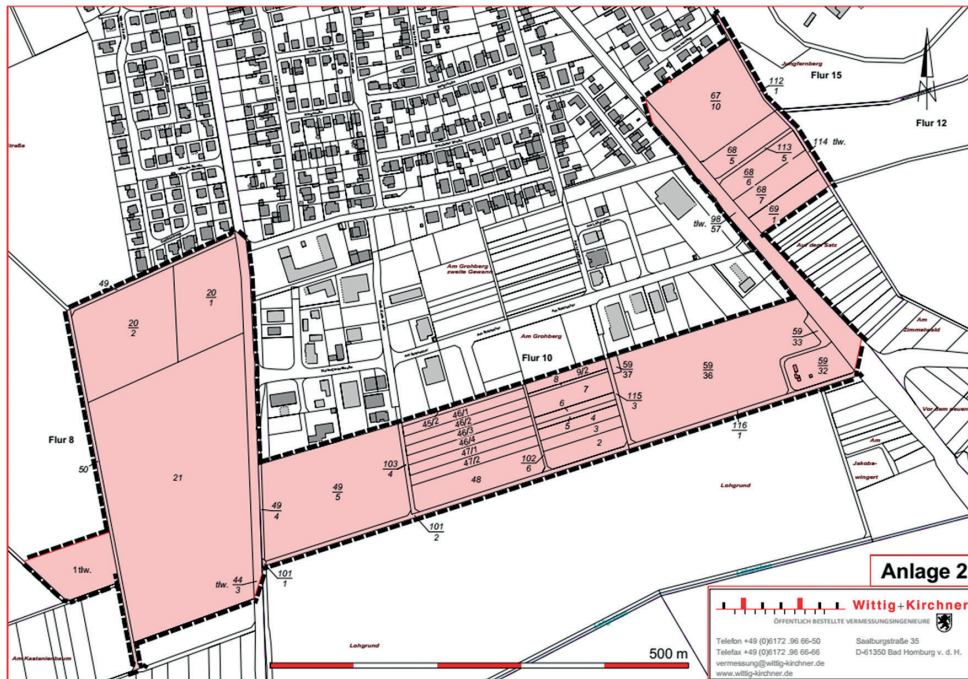 Jungfernberg
Flur 15
112
1
Flur 12
67
10
113
5
114 tlw.
68
5
68
6
68
7
69
1
tlw.
98
57
Auf dem Satz
Am
Zimmetwald
Straße
49
20
2
20
1
Am Grohberg
zweite Gewann
Am Grohberg
Flur 10
59
33
59
32
59
37
59
36
9/2
8
7
6
5
4
3
2
115
3
116
1
46/1
45/2
46/2
46/3
46/4
47/1
47/2
48
102
6
103
4
49
5
49
4
101
2
101
1
tlw.
44
3
Flur 8
50
21
1 tlw.
Am Kastanienbaum
Lohgrund
Lohgrund
Am
Jakobs-
wingert
Anlage 2
500 m
Wittig+Kirchner
ÖFFENTLICH BESTELLTE VERMESSUNGSINGENIEURE
Telefon +49 (0)6172 .96 66-50
Saalburgstraße 35
Telefax +49 (0)6172 .96 66-66
D-61350 Bad Homburg v. d. H.
vermessung@wittig-kirchner.de
www.wittig-kirchner.de